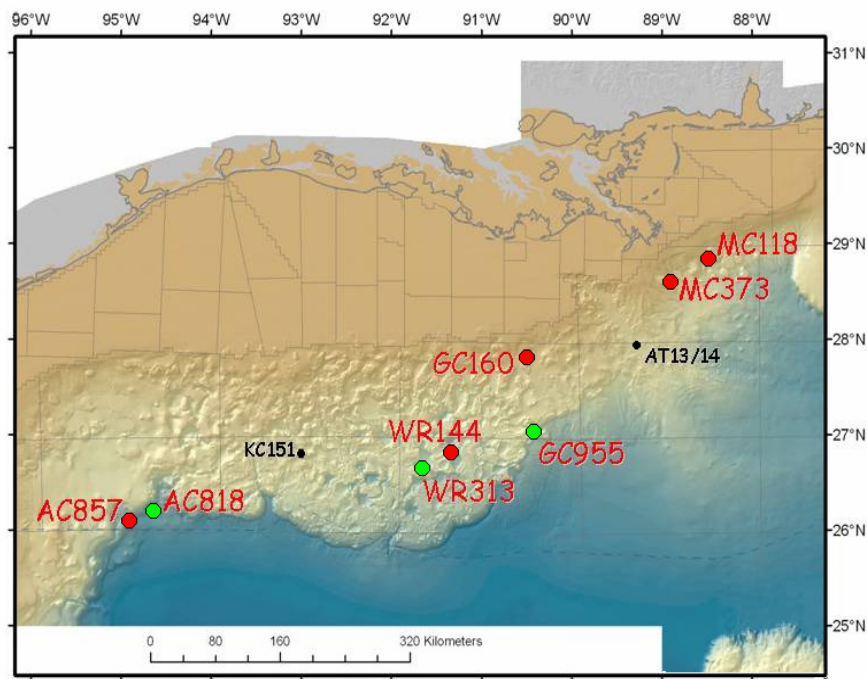 96°W 95°W 94°W 93°W 92°W 91°W 90°W 89°W 88°W
31°N
30°N
29°N
MC118
MC373
28°N
AT13/14
GC160
27°N
WR144
GC955
KC151
WR313
AC857
AC818
26°N
25°N
0 80 160 320 Kilometers